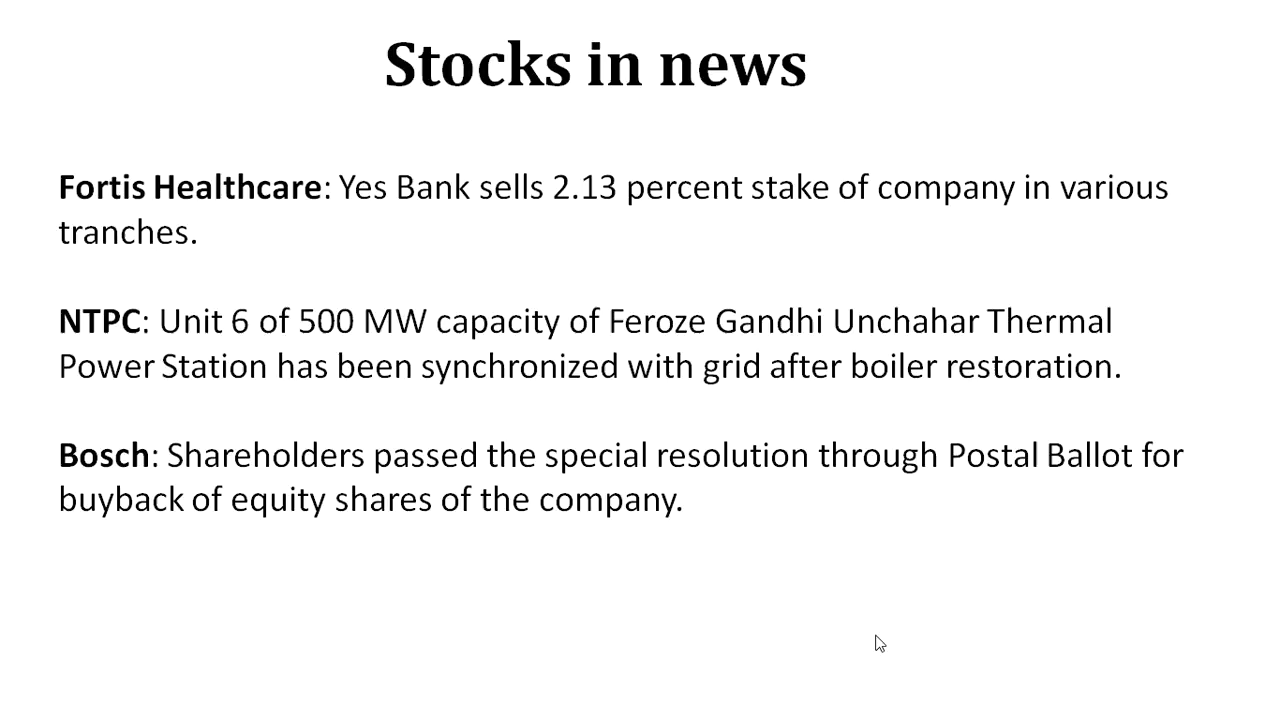 Stocks in news
Fortis Healthcare: Yes Bank sells 2.13 percent stake of company in various
tranches.
NTPC: Unit 6 of 500 MW capacity of Feroze Gandhi Unchahar Thermal
Power Station has been synchronized with grid after boiler restoration.
Bosch: Shareholders passed the special resolution through Postal Ballot for
buyback of equity shares of the company.